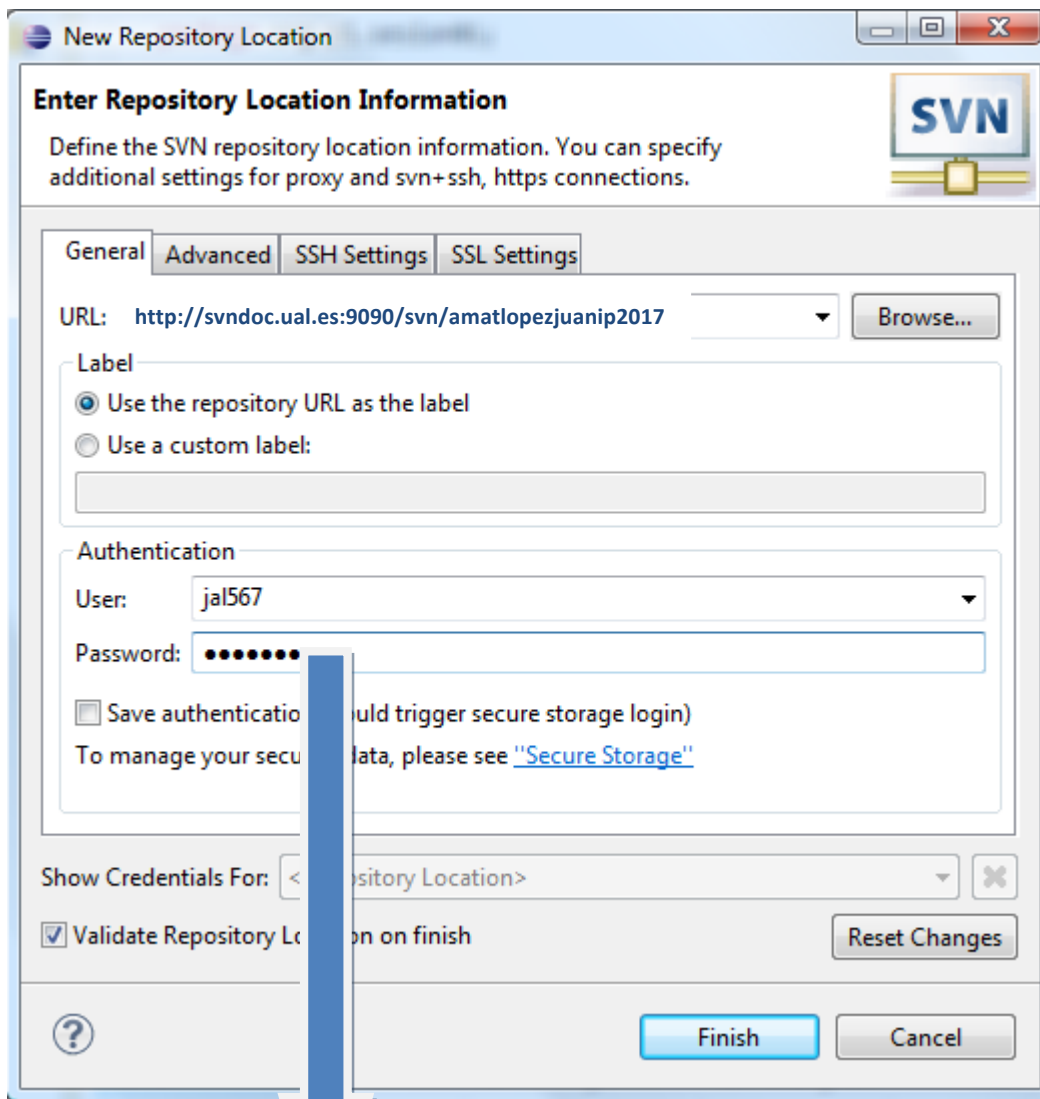 New Repository Location
Enter Repository Location Information
Define the SVN repository location information. You can specify
additional settings for proxy and svn+ssh, https connections.
SVN
General Advanced SSH Settings SSL Settings
URL: http://svndoc.ual.es:9090/svn/amatlopezjuanip2017 Browse...
Label
Use the repository URL as the label
Use a custom label:
Authentication
User: jal567
Password: •••••••
Save authenticatio ould trigger secure storage login)
To manage your secu data, please see "Secure Storage"
Show Credentials For: < ository Location>
Validate Repository Lo on on finish Reset Changes
Finish Cancel